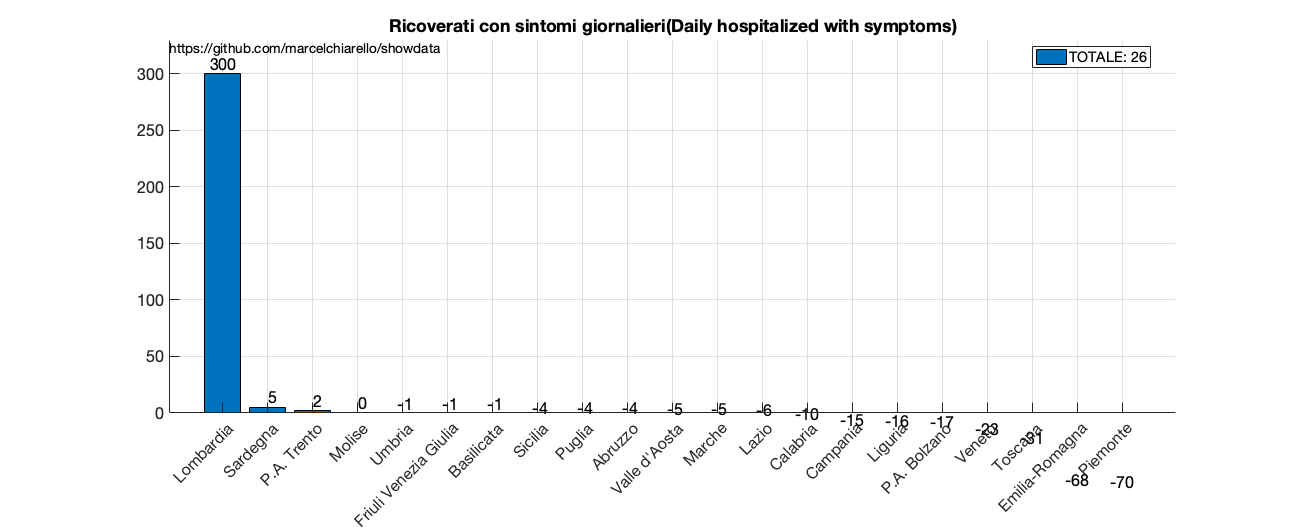 Ricoverati con sintomi giornalieri(Daily hospitalized with symptoms)
https://github.com/marcelchiarello/showdata
TOTALE: 26
300
250
200
150
100
50
0
300
5
2
0
-1
-1
-1
-4
-4
-4
-5
-5
-6
-10
-15
-16
-17
-23
-31
-68
-70
Lombardia
Sardegna
P.A. Trento
Molise
Umbria
Friuli Venezia Giulia
Basilicata
Sicilia
Puglia
Abruzzo
Valle d'Aosta
Marche
Lazio
Calabria
Campania
Liguria
P.A. Bolzano
Veneto
Toscana
Emilia-Romagna
Piemonte